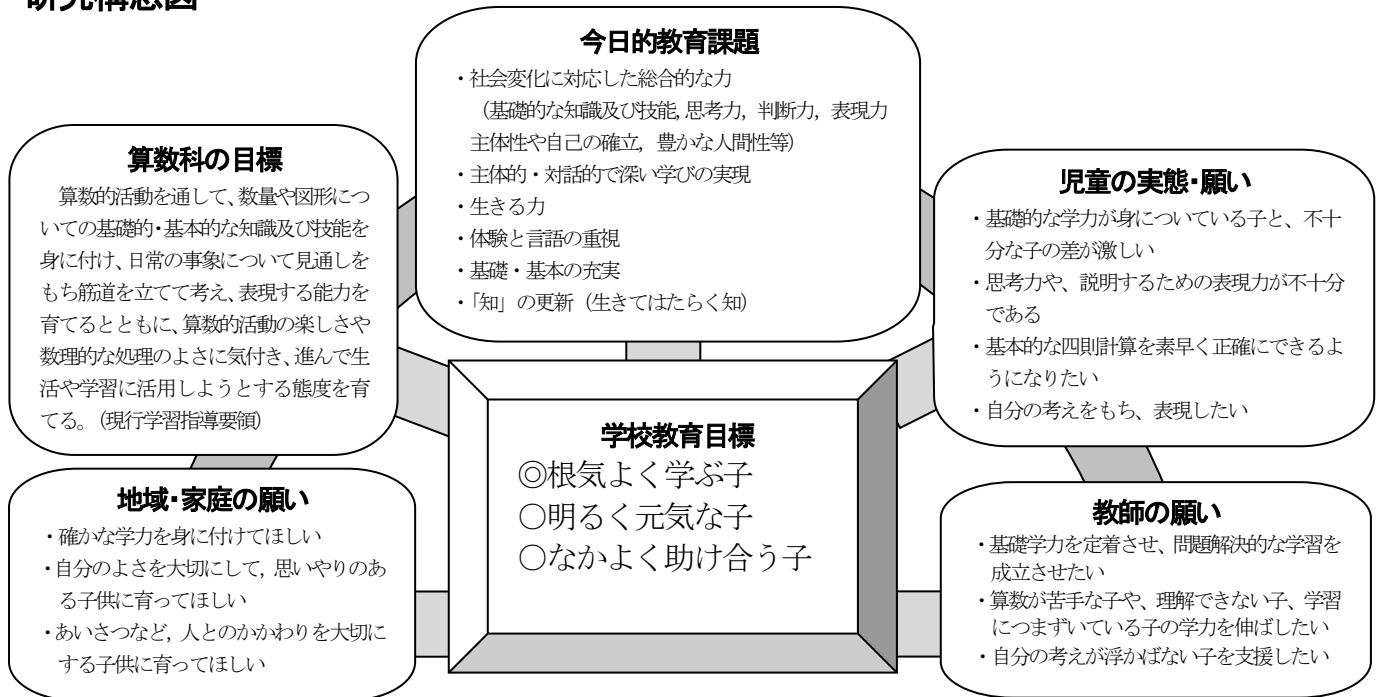 研究構想図
今日的教育課題
・社会変化に対応した総合的な力
（基礎的な知識及び技能, 思考力，判断力，表現力
主体性や自己の確立，豊かな人間性等）
・主体的・対話的で深い学びの実現
・生きる力
・体験と言語の重視
・基礎・基本の充実
・「知」の更新（生きてはたらく知）
算数科の目標
算数的活動を通して、数量や図形につ
いての基礎的・基本的な知識及び技能を
身に付け、日常の事象について見通しを
もち筋道を立てて考え、表現する能力を
育てるとともに、算数的活動の楽しさや
数理的な処理のよさに気付き、進んで生
活や学習に活用しようとする態度を育
てる。（現行学習指導要領）
児童の実態・願い
・基礎的な学力が身についている子と、不十
分な子の差が激しい
・思考力や、説明するための表現力が不十分
である
・基本的な四則計算を素早く正確にできるよ
うになりたい
・自分の考えをもち、表現したい
学校教育目標
◎根気よく学ぶ子
○明るく元気な子
○なかよく助け合う子
地域・家庭の願い
・確かな学力を身に付けてほしい
・自分のよさを大切にして, 思いやりのあ
る子供に育ってほしい
・あいさつなど, 人とのかかわりを大切に
する子供に育ってほしい
教師の願い
・基礎学力を定着させ、問題解決的な学習を
成立させたい
・算数が苦手な子や、理解できない子、学習
につまずいている子の学力を伸ばしたい
・自分の考えが浮かばない子を支援したい